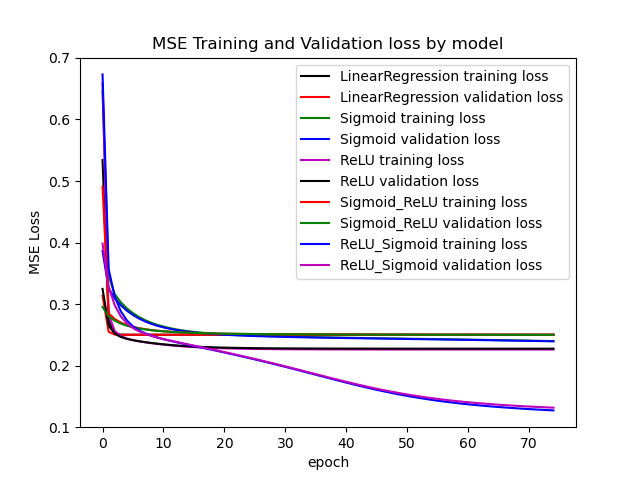 MSE Training and Validation loss by model
0.7
0.6
0.5
0.4
0.3
0.2
0.1
MSE Loss
LinearRegression training loss
LinearRegression validation loss
Sigmoid training loss
Sigmoid validation loss
ReLU training loss
ReLU validation loss
Sigmoid_ReLU training loss
Sigmoid_ReLU validation loss
ReLU_Sigmoid training loss
ReLU_Sigmoid validation loss
0 10 20 30 40 50 60 70
epoch